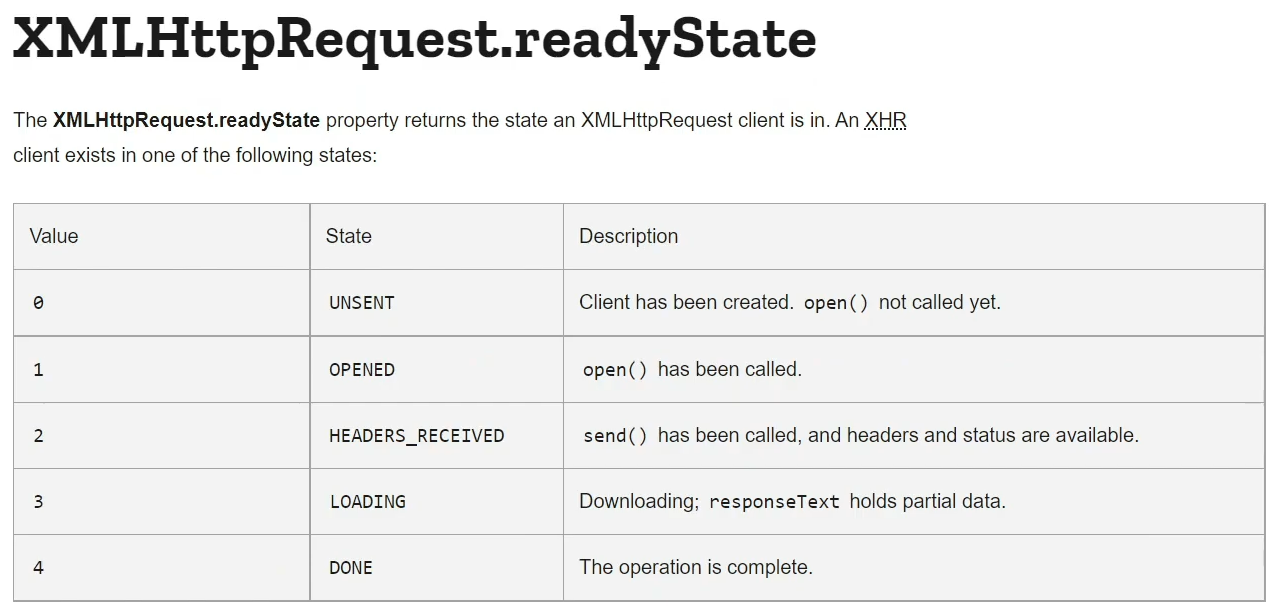 XMLHttpRequest.readyState
The XMLHttpRequest.readyState property returns the state an XMLHttpRequest client is in. An XHR
client exists in one of the following states:
Value State Description
0 UNSENT Client has been created. open() not called yet.
1 OPENED open() has been called.
2 HEADERS_RECEIVED send() has been called, and headers and status are available.
3 LOADING Downloading; responseText holds partial data.
4 DONE The operation is complete.